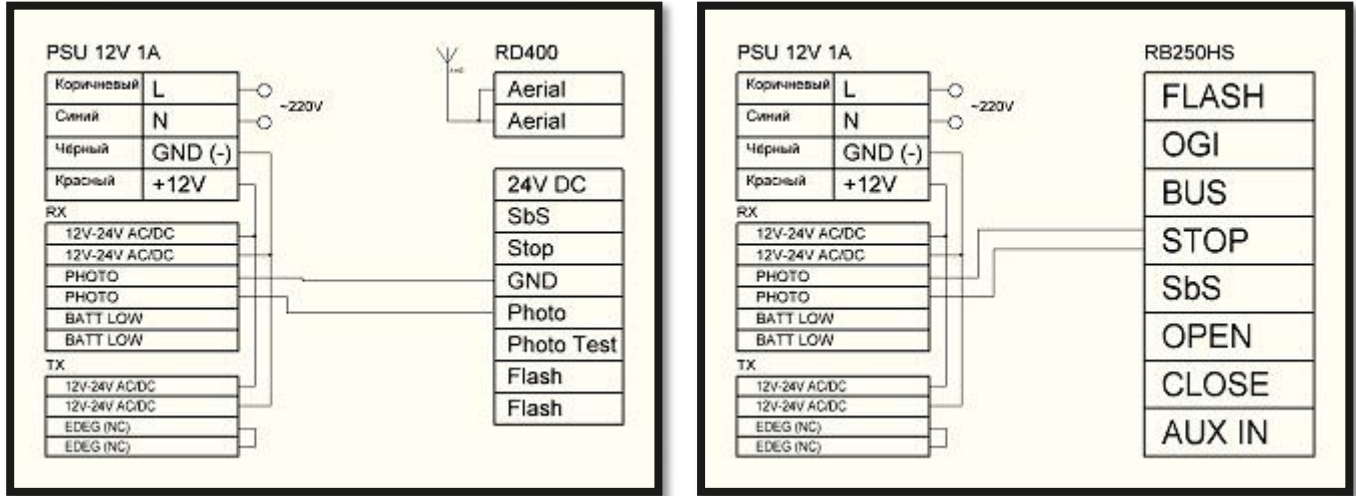 PSU 12V 1A
Коричневый L
Синий N
Чёрный GND (-)
Красный +12V
~220V
RX
12V-24V AC/DC
12V-24V AC/DC
PHOTO
PHOTO
BATT LOW
BATT LOW
TX
12V-24V AC/DC
12V-24V AC/DC
EDEG (NC)
EDEG (NC)
RD400
Aerial
Aerial
24V DC
SbS
Stop
GND
Photo
Photo Test
Flash
Flash
PSU 12V 1A
Коричневый L
Синий N
Чёрный GND (-)
Красный +12V
~220V
RX
12V-24V AC/DC
12V-24V AC/DC
PHOTO
PHOTO
BATT LOW
BATT LOW
TX
12V-24V AC/DC
12V-24V AC/DC
EDEG (NC)
EDEG (NC)
RB250HS
FLASH
OGI
BUS
STOP
SbS
OPEN
CLOSE
AUX IN